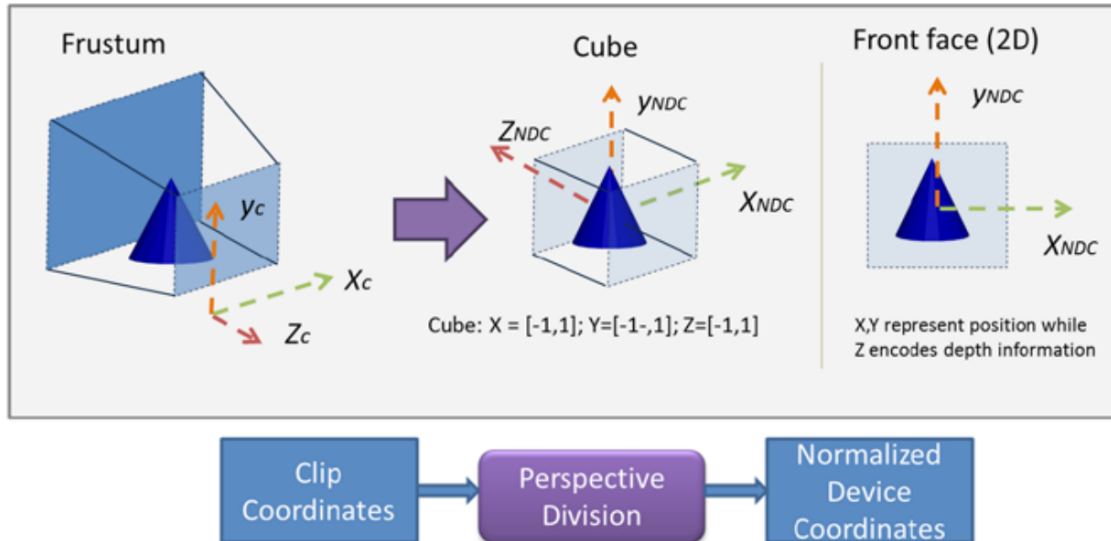 Frustum
Cube
Front face (2D)
yNDC
yNDC
ZNDC
yc
XNDC
Xc
XNDC
Zc
Cube: X = [-1,1]; Y=[-1-,1]; Z=[-1,1]
X,Y represent position while
Z encodes depth information
Clip
Coordinates
Perspective
Division
Normalized
Device
Coordinates